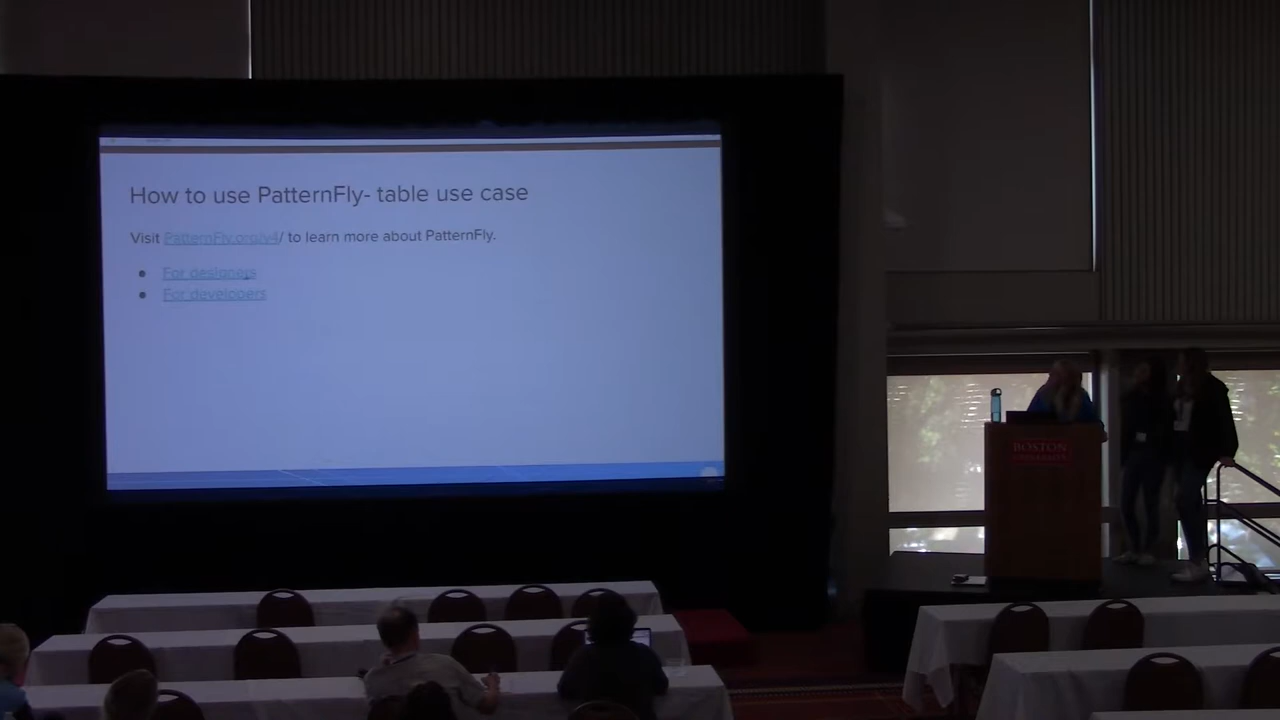 How to use PatternFly- table use case
Visit PatternFly.org/v4/ to learn more about PatternFly.
For designers
For developers
BOSTON
UNIVERSITY